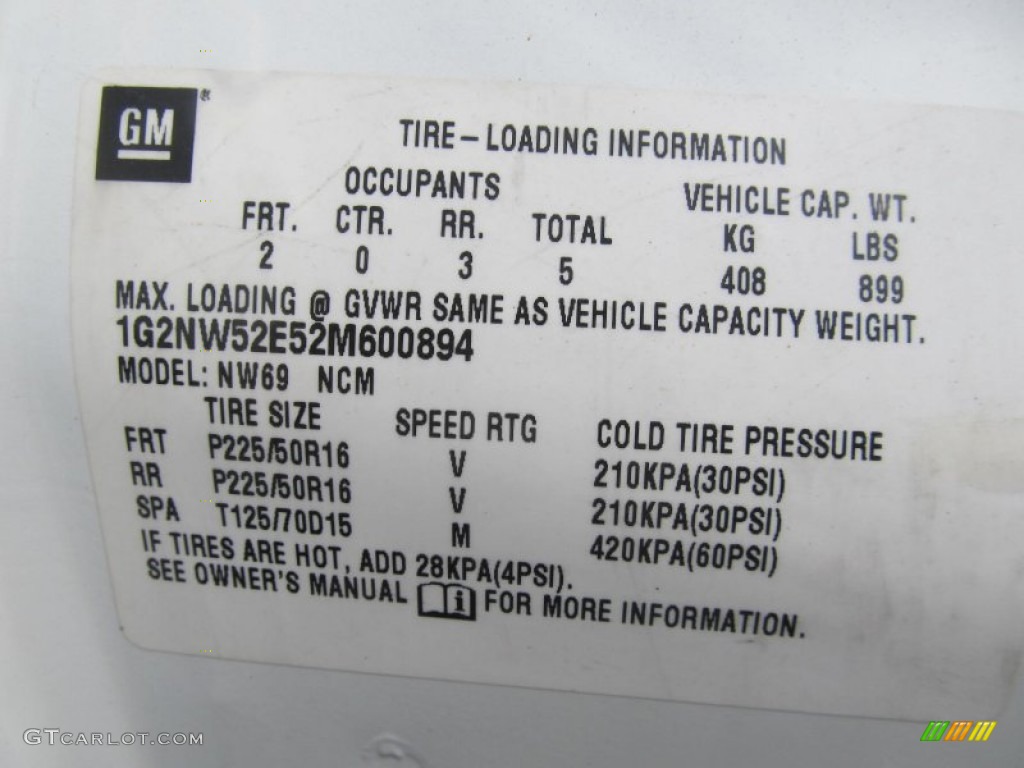 GM®
TIRE–LOADING INFORMATION
OCCUPANTS VEHICLE CAP. WT.
FRT. CTR. RR. TOTAL KG LBS
2 0 3 5 408 899
MAX. LOADING @ GVWR SAME AS VEHICLE CAPACITY WEIGHT.
1G2NW52E52M600894
MODEL: NW69 NCM
TIRE SIZE SPEED RTG COLD TIRE PRESSURE
FRT P225/50R16 V 210KPA(30PSI)
RR P225/50R16 V 210KPA(30PSI)
SPA T125/70D15 M 420KPA(60PSI)
IF TIRES ARE HOT, ADD 28KPA(4PSI).
SEE OWNER'S MANUAL i FOR MORE INFORMATION.
GTCARLOT.COM